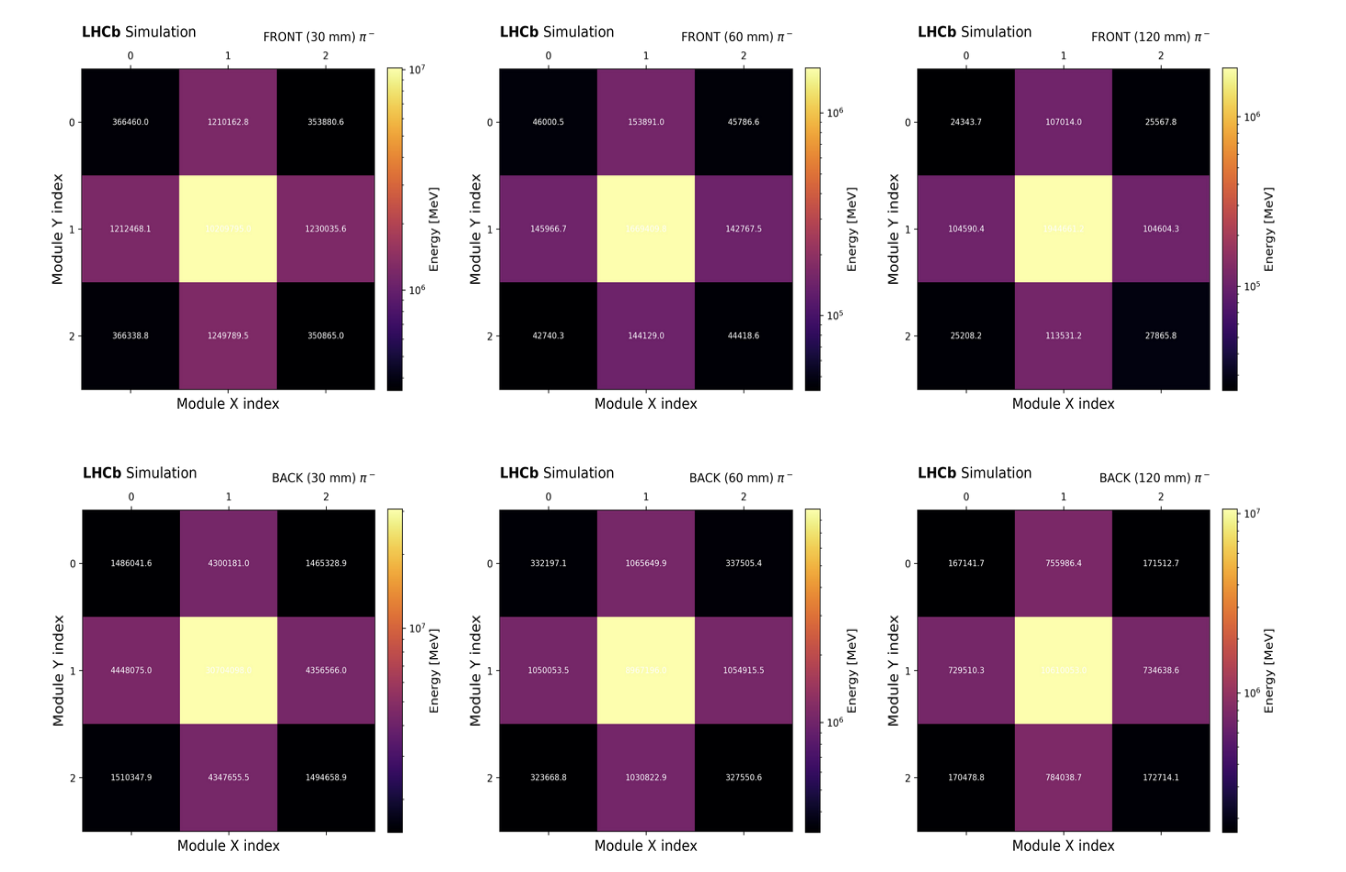 LHCb Simulation FRONT (30 mm) π⁻
0 1 2
10⁷
0 366460.0 1210162.8 353880.6
Module Y index
1 1212468.1 1230035.6
Energy [MeV]
10⁶
2 366338.8 1249789.5 350865.0
Module X index
LHCb Simulation FRONT (60 mm) π⁻
0 1 2
10⁶
0 46000.5 153891.0 45786.6
Module Y index
1 145966.7 142767.5
Energy [MeV]
10⁵
2 42740.3 144129.0 44418.6
Module X index
LHCb Simulation FRONT (120 mm) π⁻
0 1 2
10⁶
0 24343.7 107014.0 25567.8
Module Y index
1 104590.4 104604.3
Energy [MeV]
10⁵
2 25208.2 113531.2 27865.8
Module X index
LHCb Simulation BACK (30 mm) π⁻
0 1 2
0 1486041.6 4300181.0 1465328.9
10⁷
Module Y index
1 4448075.0 4356566.0
Energy [MeV]
2 1510347.9 4347655.5 1494658.9
Module X index
LHCb Simulation BACK (60 mm) π⁻
0 1 2
0 332197.1 1065649.9 337505.4
Module Y index
1 1050053.5 1054915.5
Energy [MeV]
10⁶
2 323668.8 1030822.9 327550.6
Module X index
LHCb Simulation BACK (120 mm) π⁻
0 1 2
10⁷
0 167141.7 755986.4 171512.7
Module Y index
1 729510.3 734638.6
Energy [MeV]
10⁶
2 170478.8 784038.7 172714.1
Module X index